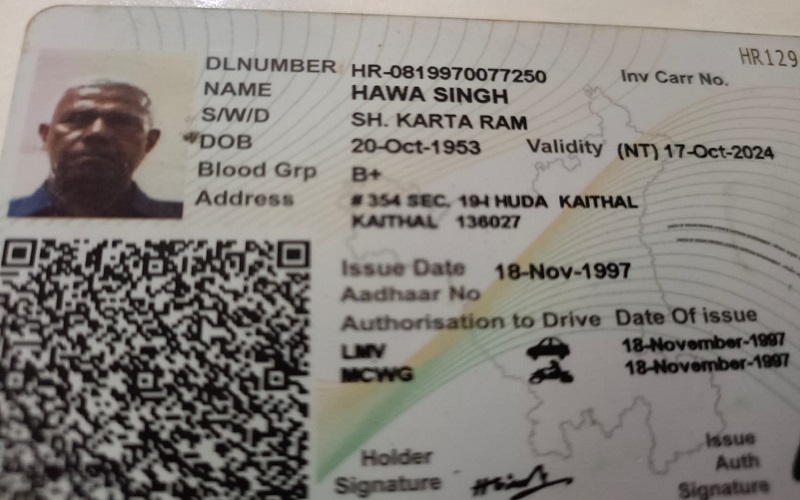 HR129
DLNUMBER HR-0819970077250 Inv Carr No.
NAME HAWA SINGH
S/W/D SH. KARTA RAM
DOB 20-Oct-1953 Validity (NT) 17-Oct-2024
Blood Grp B+
Address # 354 SEC. 19-I HUDA KAITHAL
KAITHAL 136027
Issue Date 18-Nov-1997
Aadhaar No
Authorisation to Drive Date Of issue
LMV 18-November-1997
MCWG 18-November-1997
Holder
Signature
Issue
Auth
Signature